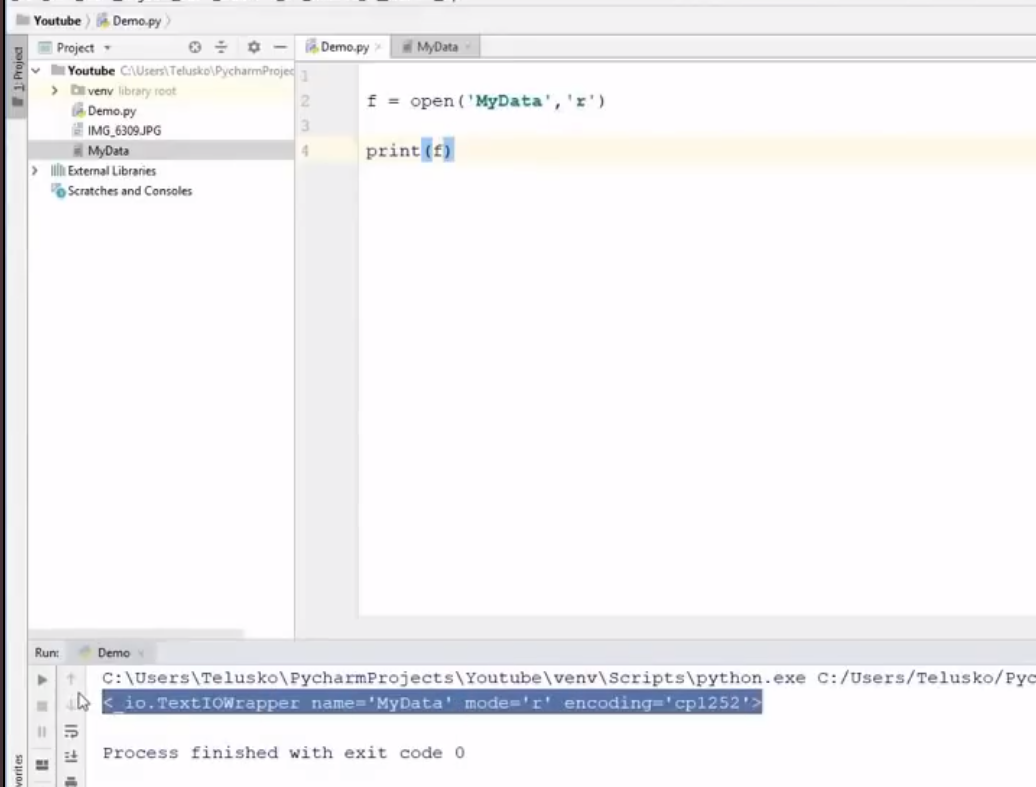 Youtube Demo.py
1: Project
Project
Demo.py
MyData
Youtube C:\Users\Telusko\PycharmProjec
venv library root
Demo.py
IMG_6309.JPG
MyData
External Libraries
Scratches and Consoles
1
2 f = open('MyData','r')
3
4 print(f)
Run: Demo
C:\Users\Telusko\PycharmProjects\Youtube\venv\Scripts\python.exe C:/Users/Telusko/Pyc
<_io.TextIOWrapper name='MyData' mode='r' encoding='cp1252'>
Process finished with exit code 0
vorites